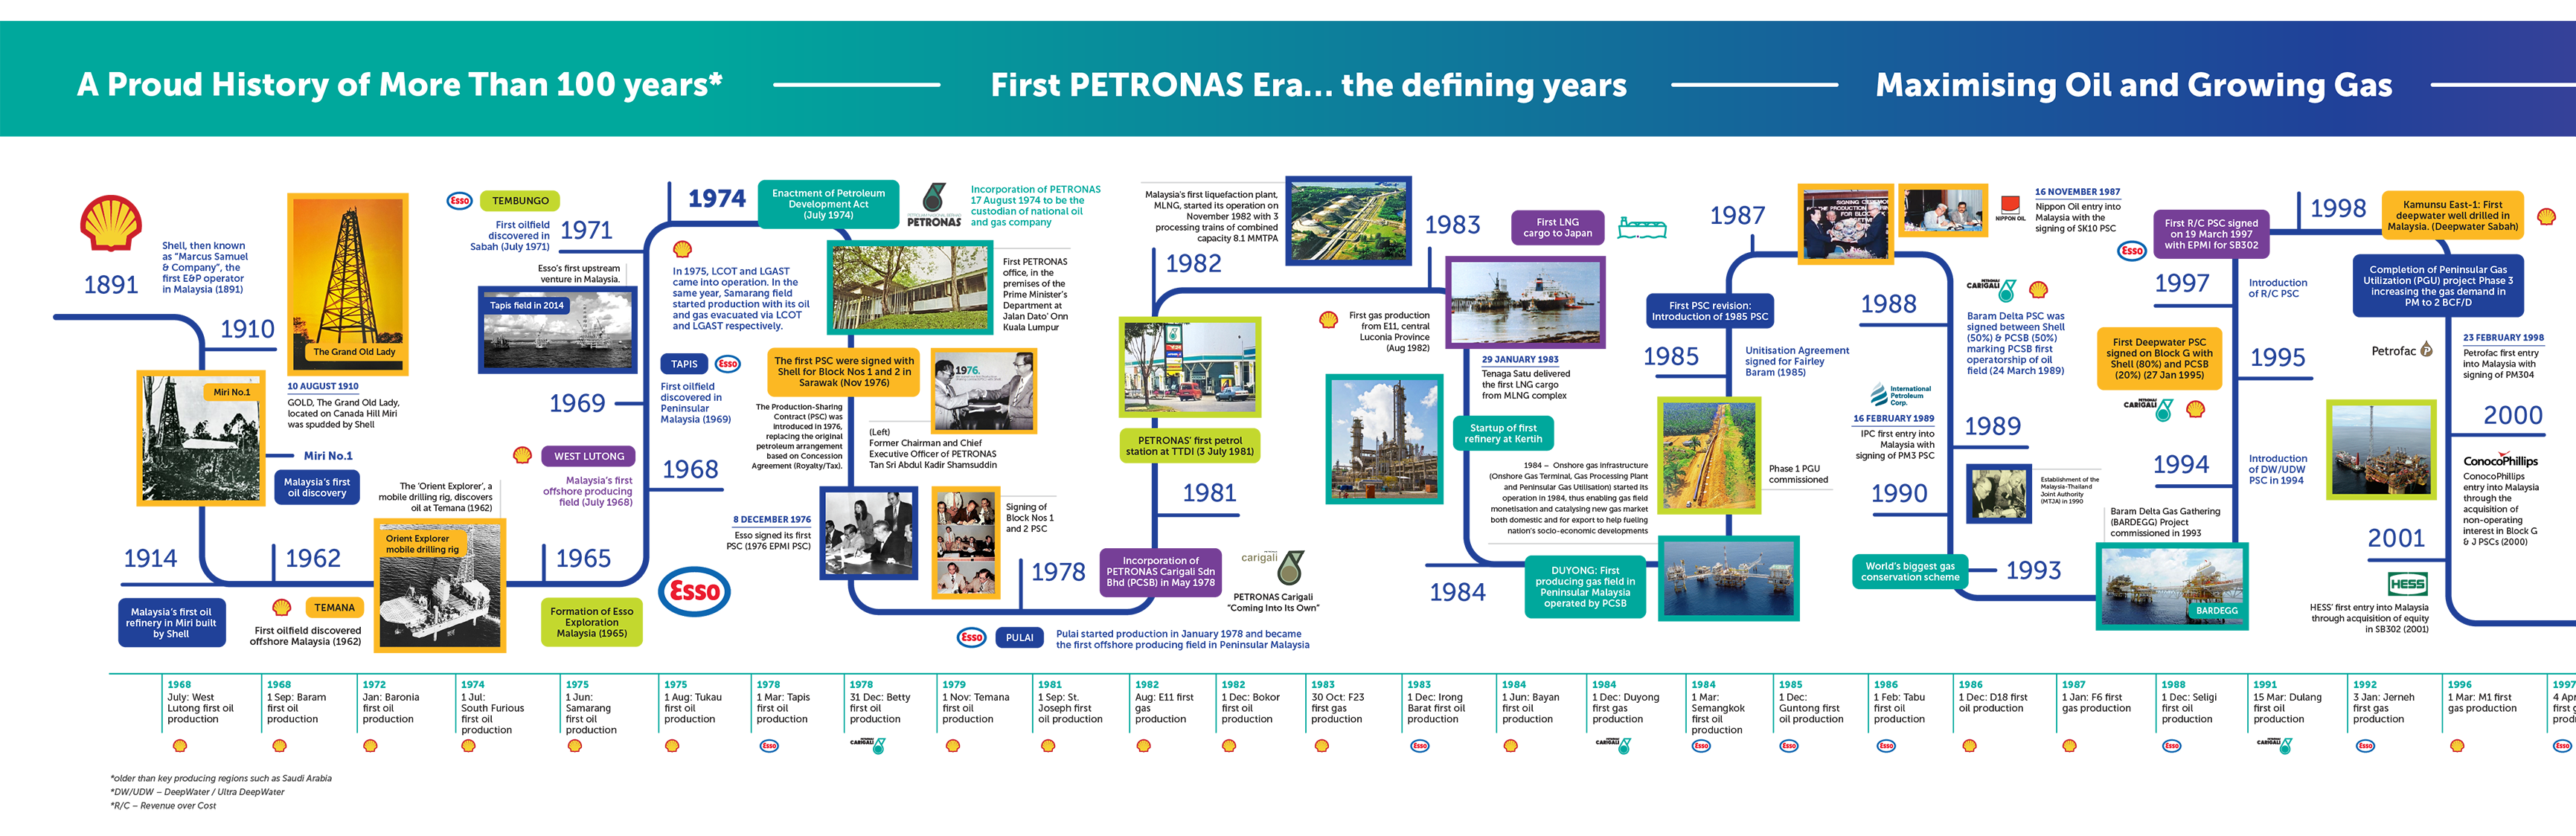 A Proud History of More Than 100 years*
First PETRONAS Era... the defining years
Maximising Oil and Growing Gas
1891
Shell, then known
as “Marcus Samuel
& Company”, the
first E&P operator
in Malaysia (1891)
1910
The Grand Old Lady
10 AUGUST 1910
GOLD, The Grand Old Lady,
located on Canada Hill Miri
was spudded by Shell
Miri No.1
Miri No.1
Malaysia’s first
oil discovery
1914
Malaysia’s first oil
refinery in Miri built
by Shell
1962
TEMANA
First oilfield discovered
offshore Malaysia (1962)
The ‘Orient Explorer’, a
mobile drilling rig, discovers
oil at Temana (1962)
Orient Explorer
mobile drilling rig
1965
Formation of Esso
Exploration
Malaysia (1965)
Esso
1968
WEST LUTONG
Malaysia’s first
offshore producing
field (July 1968)
1969
TAPIS
Esso
First oilfield
discovered in
Peninsular
Malaysia (1969)
Esso
TEMBUNGO
1971
First oilfield
discovered in
Sabah (July 1971)
Esso’s first upstream
venture in Malaysia.
Tapis field in 2014
1974
Enactment of Petroleum
Development Act
(July 1974)
PETRONAS
Incorporation of PETRONAS
17 August 1974 to be the
custodian of national oil
and gas company
In 1975, LCOT and LGAST
came into operation. In the
same year, Samarang field
started production with its oil
and gas evacuated via LCOT
and LGAST respectively.
First PETRONAS
office, in the
premises of the
Prime Minister’s
Department at
Jalan Dato’ Onn
Kuala Lumpur
The first PSC were signed with
Shell for Block Nos 1 and 2 in
Sarawak (Nov 1976)
1976.
The Production-Sharing
Contract (PSC) was
introduced in 1976,
replacing the original
petroleum arrangement
based on Concession
Agreement (Royalty/Tax).
(Left)
Former Chairman and Chief
Executive Officer of PETRONAS
Tan Sri Abdul Kadir Shamsuddin
8 DECEMBER 1976
Esso signed its first
PSC (1976 EPMI PSC)
Signing of
Block Nos 1
and 2 PSC
1978
Incorporation of
PETRONAS Carigali Sdn
Bhd (PCSB) in May 1978
carigali
PETRONAS Carigali
“Coming Into Its Own”
Esso
PULAI
Pulai started production in January 1978 and became
the first offshore producing field in Peninsular Malaysia
1981
PETRONAS’ first petrol
station at TTDI (3 July 1981)
1982
Malaysia’s first liquefaction plant,
MLNG, started its operation on
November 1982 with 3
processing trains of combined
capacity 8.1 MMTPA
First gas production
from E11, central
Luconia Province
(Aug 1982)
1983
First LNG
cargo to Japan
29 JANUARY 1983
Tenaga Satu delivered
the first LNG cargo
from MLNG complex
Startup of first
refinery at Kertih
1984 – Onshore gas Infrastructure
(Onshore Gas Terminal, Gas Processing Plant
and Peninsular Gas Utilisation) started its
operation in 1984, thus enabling gas field
monetisation and catalysing new gas market
both domestic and for export to help fueling
nation’s socio-economic developments
1984
DUYONG: First
producing gas field in
Peninsular Malaysia
operated by PCSB
Phase 1 PGU
commissioned
1985
First PSC revision:
Introduction of 1985 PSC
Unitisation Agreement
signed for Fairley
Baram (1985)
1987
NIPPON OIL
16 NOVEMBER 1987
Nippon Oil entry into
Malaysia with the
signing of SK10 PSC
1988
CARIGALI
Baram Delta PSC was
signed between Shell
(50%) & PCSB (50%)
marking PCSB first
operatorship of oil
field (24 March 1989)
International
Petroleum
Corp.
16 FEBRUARY 1989
IPC first entry into
Malaysia with
signing of PM3 PSC
1989
1990
Establishment of the
Malaysia-Thailand
Joint Authority
(MTJA) in 1990
World’s biggest gas
conservation scheme
1993
Baram Delta Gas Gathering
(BARDEGG) Project
commissioned in 1993
BARDEGG
1994
Introduction
of DW/UDW
PSC in 1994
1995
First Deepwater PSC
signed on Block G with
Shell (80%) and PCSB
(20%) (27 Jan 1995)
CARIGALI
1997
Introduction
of R/C PSC
Esso
First R/C PSC signed
on 19 March 1997
with EPMI for SB302
1998
Kamunsu East-1: First
deepwater well drilled in
Malaysia. (Deepwater Sabah)
Completion of Peninsular Gas
Utilization (PGU) project Phase 3
increasing the gas demand in
PM to 2 BCF/D
Petrofac
23 FEBRUARY 1998
Petrofac first entry
into Malaysia with
signing of PM304
2000
ConocoPhillips
ConocoPhillips
entry into Malaysia
through the
acquisition of
non-operating
interest in Block G
& J PSCs (2000)
2001
HESS
HESS’ first entry into Malaysia
through acquisition of equity
in SB302 (2001)
1968
July: West
Lutong first oil
production
1968
1 Sep: Baram
first oil
production
1972
Jan: Baronia
first oil
production
1974
1 Jul:
South Furious
first oil
production
1975
1 Jun:
Samarang
first oil
production
1975
1 Aug: Tukau
first oil
production
1978
1 Mar: Tapis
first oil
production
Esso
1978
31 Dec: Betty
first oil
production
CARIGALI
1979
1 Nov: Temana
first oil
production
1981
1 Sep: St.
Joseph first
oil production
1982
Aug: E11 first
gas
production
1982
1 Dec: Bokor
first oil
production
1983
30 Oct: F23
first gas
production
1983
1 Dec: Irong
Barat first oil
production
Esso
1984
1 Jun: Bayan
first oil
production
1984
1 Dec: Duyong
first gas
production
CARIGALI
1984
1 Mar:
Semangkok
first oil
production
Esso
1985
1 Dec:
Guntong first
oil production
Esso
1986
1 Feb: Tabu
first oil
production
Esso
1986
1 Dec: D18 first
oil production
1987
1 Jan: F6 first
gas production
1988
1 Dec: Seligi
first oil
production
Esso
1991
15 Mar: Dulang
first oil
production
CARIGALI
1992
3 Jan: Jerneh
first gas
production
Esso
1996
1 Mar: M1 first
gas production
1997
4 Apr
first
Esso
*older than key producing regions such as Saudi Arabia
*DW/UDW – DeepWater / Ultra DeepWater
*R/C – Revenue over Cost